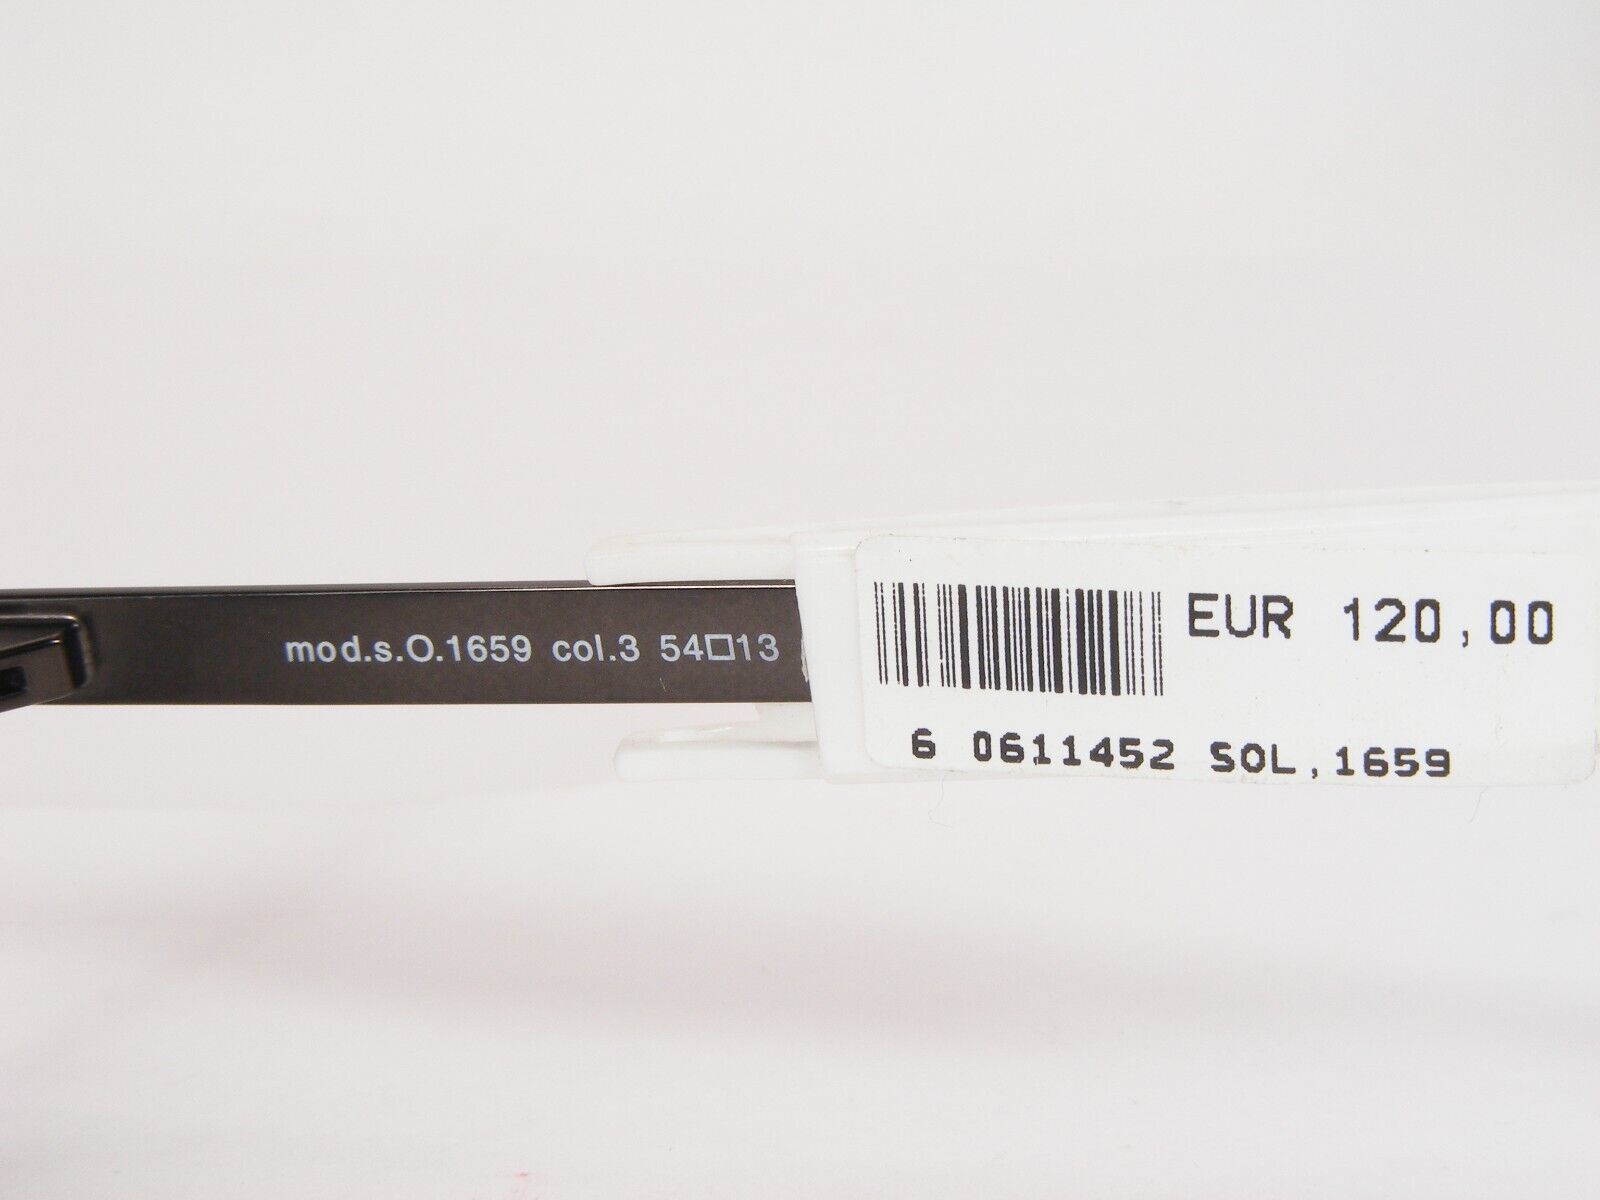 mod.s.O.1659 col.3 54□13
EUR 120,00
6 0611452 SOL,1659